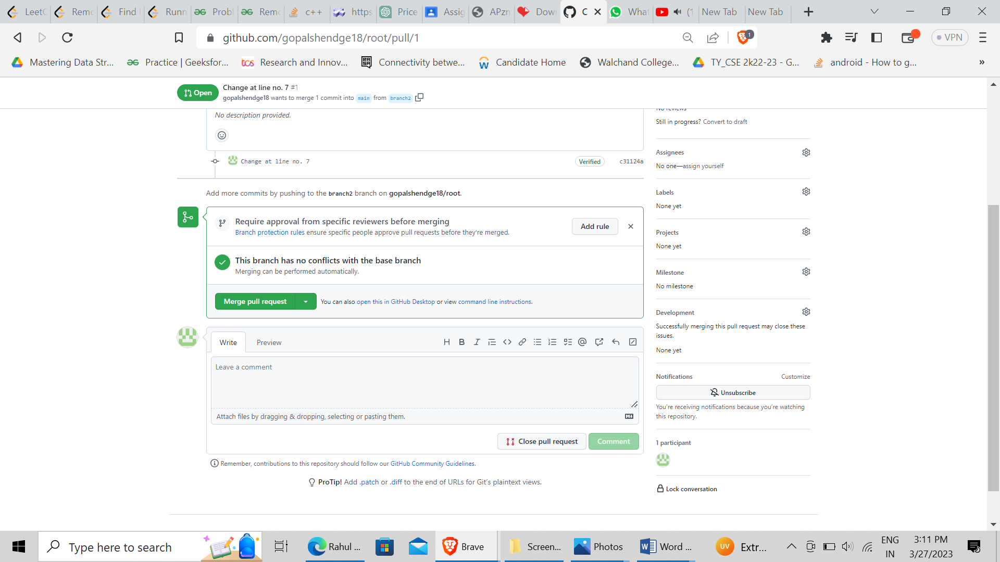 LeetC
Remo
Find
Runn
Probl
Remo
c++
https
Price
Assig
APzn
Down
C
What
(1
New Tab
New Tab
github.com/gopalshendge18/root/pull/1
1
VPN
Mastering Data Str...
Practice | Geeksfor...
tcs
Research and Innov...
RASA
Connectivity betwe...
Candidate Home
Walchand College...
TY_CSE 2k22-23 - G...
android - How to g...
»
Open
Change at line no. 7 #1
gopalshendge18 wants to merge 1 commit into main from branch2
No description provided.
Change at line no. 7
Verified
c31124a
Add more commits by pushing to the branch2 branch on gopalshendge18/root.
Require approval from specific reviewers before merging
Branch protection rules ensure specific people approve pull requests before they're merged.
Add rule
This branch has no conflicts with the base branch
Merging can be performed automatically.
Merge pull request
You can also open this in GitHub Desktop or view command line instructions.
Write
Preview
H B I
Leave a comment
Attach files by dragging & dropping, selecting or pasting them.
Close pull request
Comment
Remember, contributions to this repository should follow our GitHub Community Guidelines.
ProTip! Add .patch or .diff to the end of URLs for Git's plaintext views.
No reviews
Still in progress? Convert to draft
Assignees
No one—assign yourself
Labels
None yet
Projects
None yet
Milestone
No milestone
Development
Successfully merging this pull request may close these
issues.
None yet
Notifications
Customize
Unsubscribe
You're receiving notifications because you're watching
this repository.
1 participant
Lock conversation
Type here to search
Rahul ...
Brave
Screen...
Photos
Word ...
UV
Extr...
ENG
IN
3:11 PM
3/27/2023